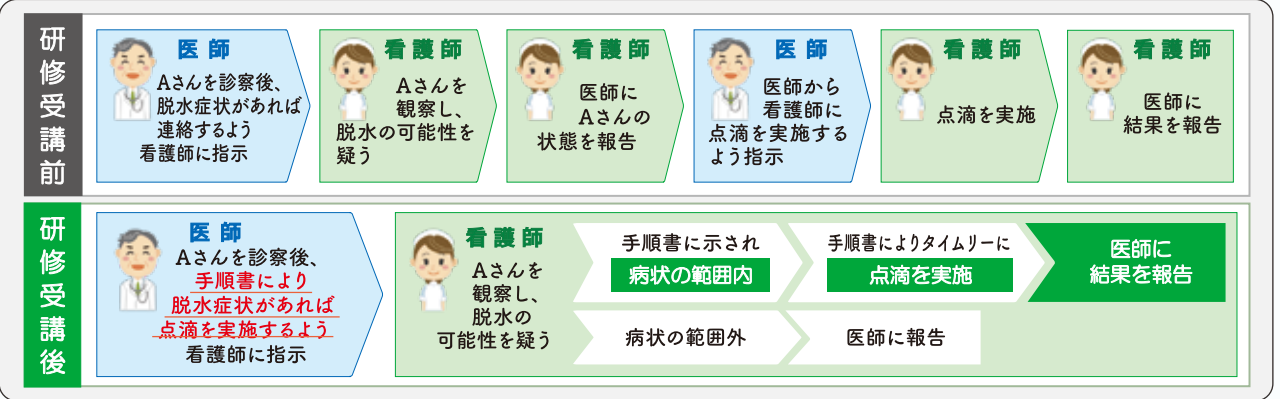 研修受講前
医師
Aさんを診察後、
脱水症状があれば
連絡するよう
看護師に指示
看護師
Aさんを
観察し、
脱水の可能性を
疑う
看護師
医師に
Aさんの
状態を報告
医師
医師から
看護師に
点滴を実施する
よう指示
看護師
点滴を実施
看護師
医師に
結果を報告
研修受講後
医師
Aさんを診察後、
手順書により
脱水症状があれば
点滴を実施するよう
看護師に指示
看護師
Aさんを
観察し、
脱水の
可能性を疑う
手順書に示され
病状の範囲内
手順書によりタイムリーに
点滴を実施
医師に
結果を報告
病状の範囲外
医師に報告